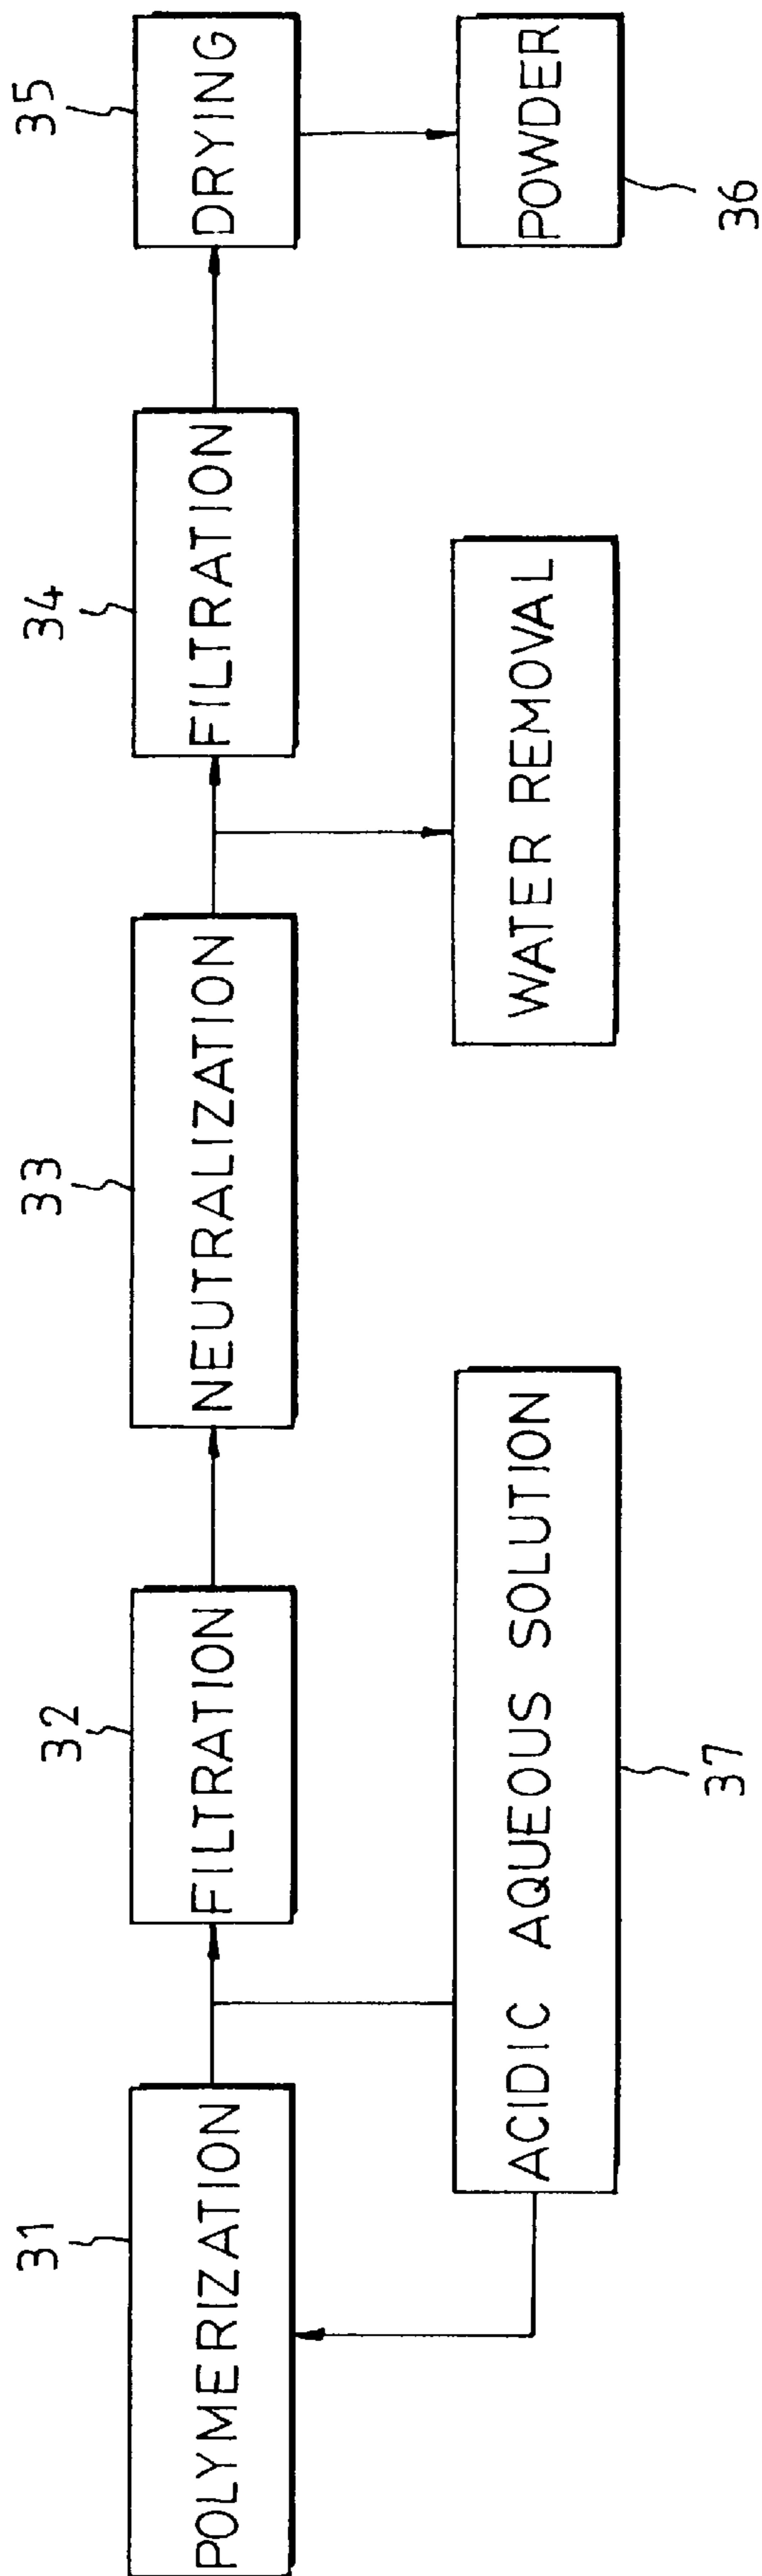 31
POLYMERIZATION
32
FILTRATION
33
NEUTRALIZATION
34
FILTRATION
35
DRYING
37
ACIDIC AQUEOUS SOLUTION
WATER REMOVAL
POWDER
36